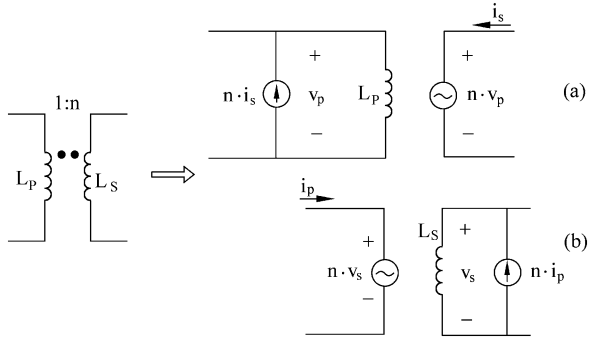 1:n
L_P
L_S
i_s
n·i_s
+
v_p
−
L_P
+
n·v_p
−
(a)
i_p
+
n·v_s
−
L_S
+
v_s
−
n·i_p
(b)